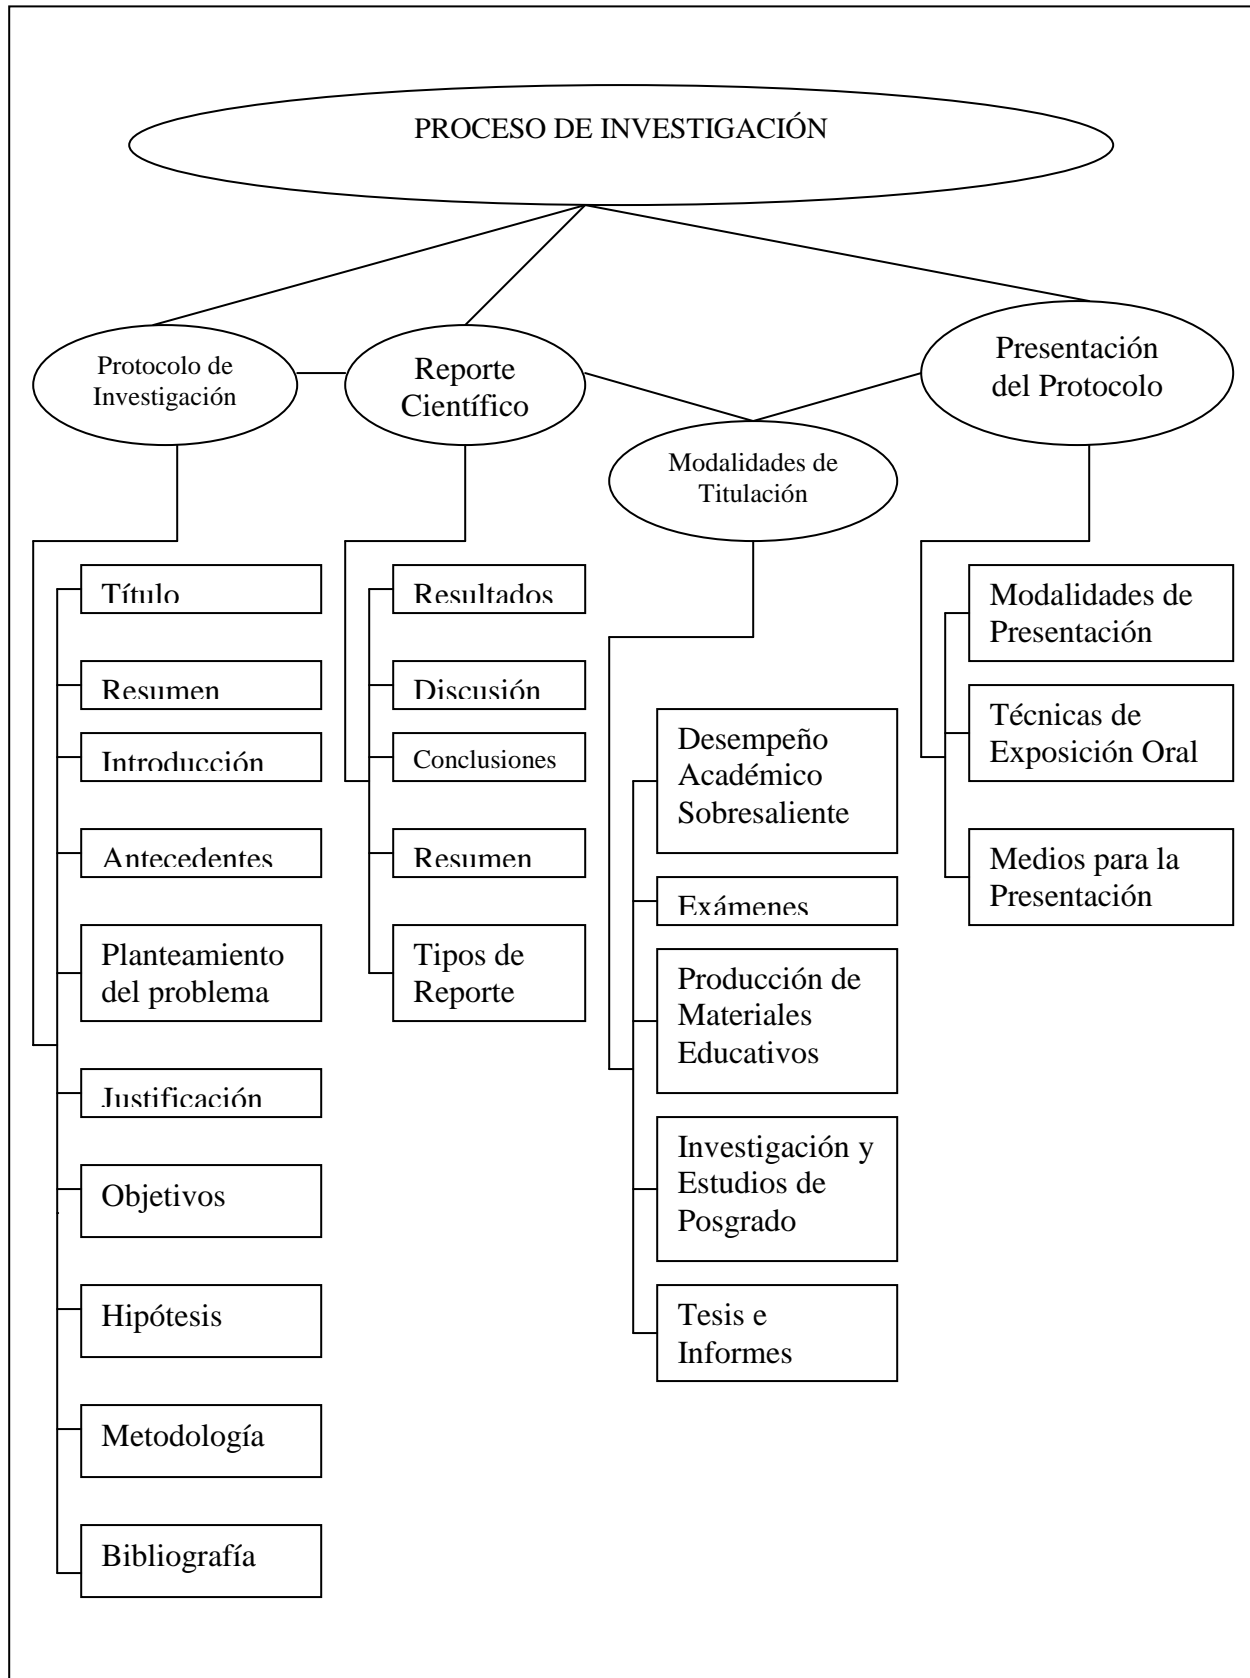 PROCESO DE INVESTIGACIÓN
Protocolo de
Investigación
Reporte
Científico
Presentación
del Protocolo
Modalidades de
Titulación
Título
Resumen
Introducción
Antecedentes
Planteamiento
del problema
Justificación
Objetivos
Hipótesis
Metodología
Bibliografía
Resultados
Discusión
Conclusiones
Resumen
Tipos de
Reporte
Desempeño
Académico
Sobresaliente
Exámenes
Producción de
Materiales
Educativos
Investigación y
Estudios de
Posgrado
Tesis e
Informes
Modalidades de
Presentación
Técnicas de
Exposición Oral
Medios para la
Presentación